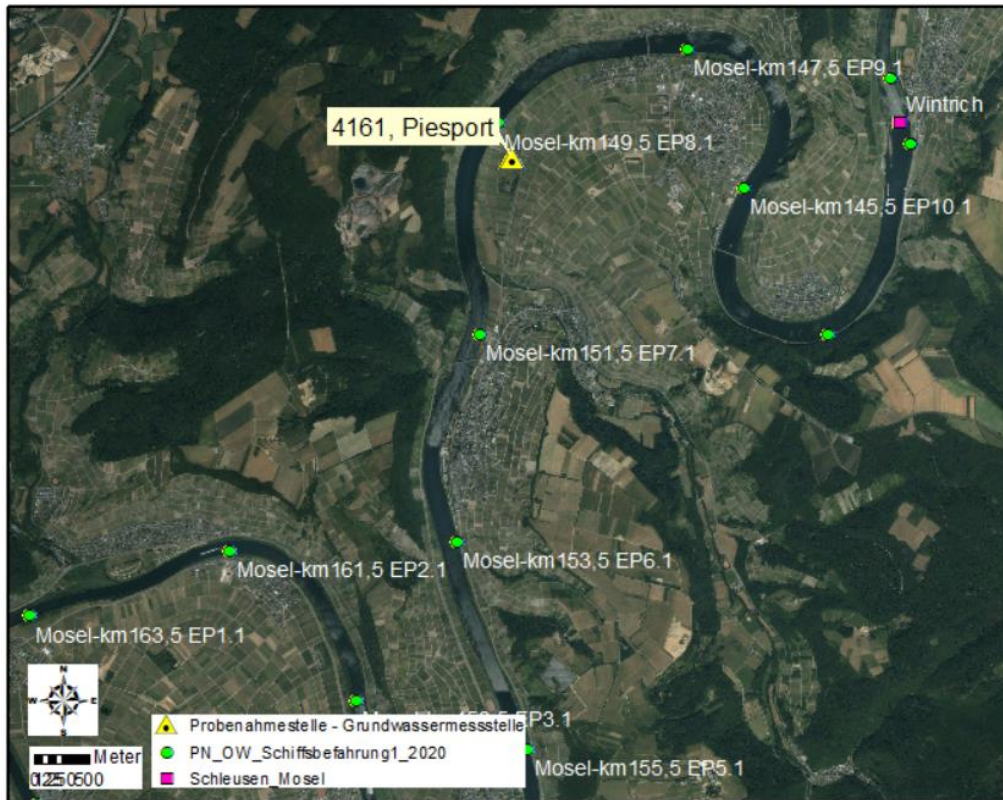 Mosel-km147,5 EP9.1
Wintrich
4161, Piesport
Mosel-km149,5 EP8.1
Mosel-km145,5 EP10.1
Mosel-km151,5 EP7.1
Mosel-km153,5 EP6.1
Mosel-km161,5 EP2.1
Mosel-km163,5 EP1.1
EP3.1
Mosel-km155,5 EP5.1
N
W E
S
Meter
Probenahmestelle - Grundwassermessstelle
PN_OW_Schiffsbefahrung1_2020
Schleusen_Mosel